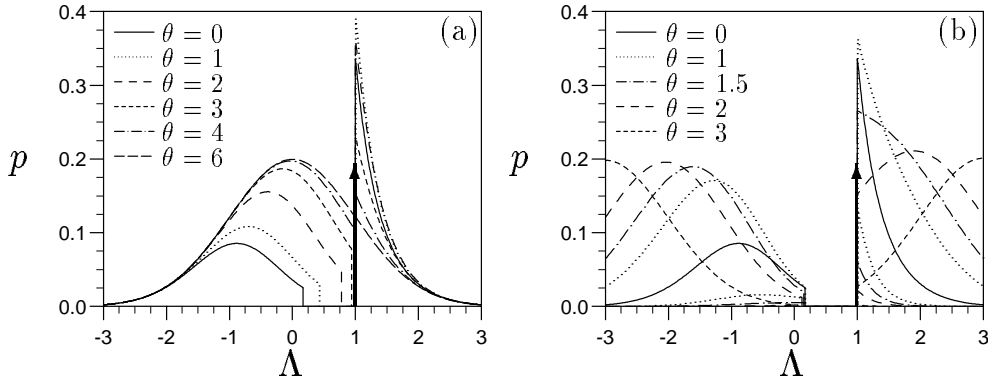 (a)
θ = 0
θ = 1
θ = 2
θ = 3
θ = 4
θ = 6
0.4
0.3
0.2
0.1
0.0
p
-3 -2 -1 0 1 2 3
Λ
(b)
θ = 0
θ = 1
θ = 1.5
θ = 2
θ = 3
0.4
0.3
0.2
0.1
0.0
p
-3 -2 -1 0 1 2 3
Λ